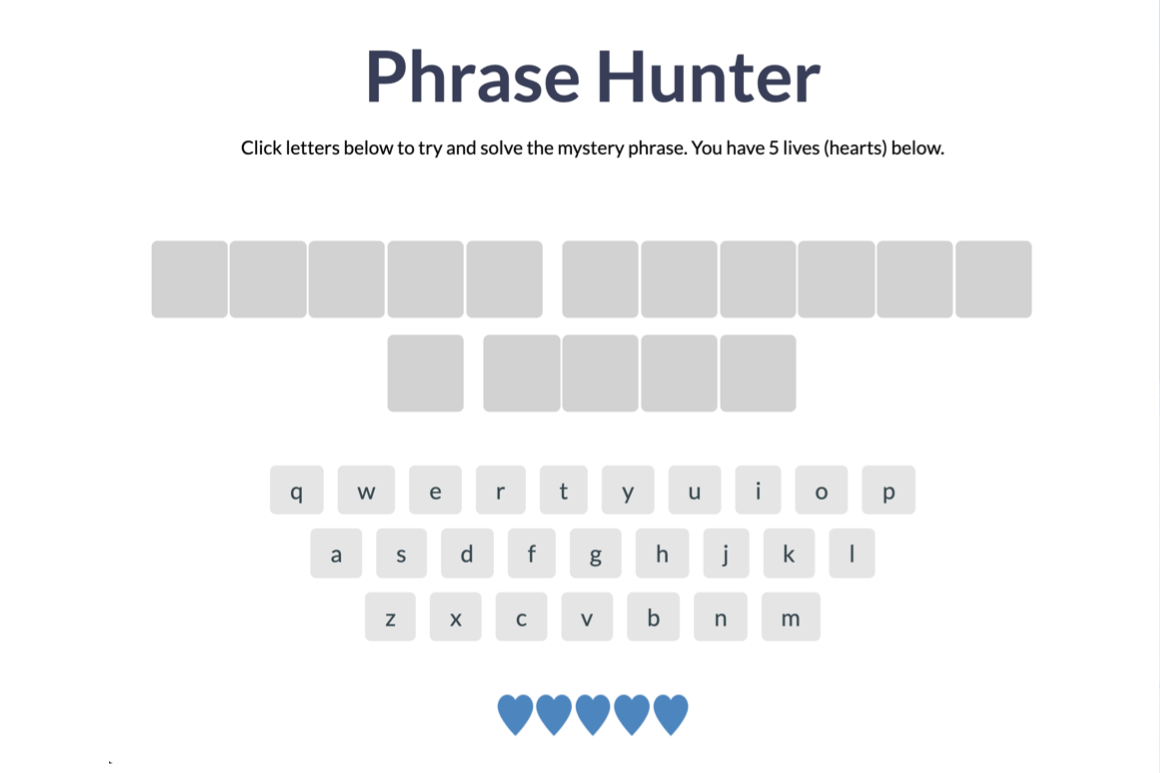 Phrase Hunter
Click letters below to try and solve the mystery phrase. You have 5 lives (hearts) below.
q w e r t y u i o p
a s d f g h j k l
z x c v b n m